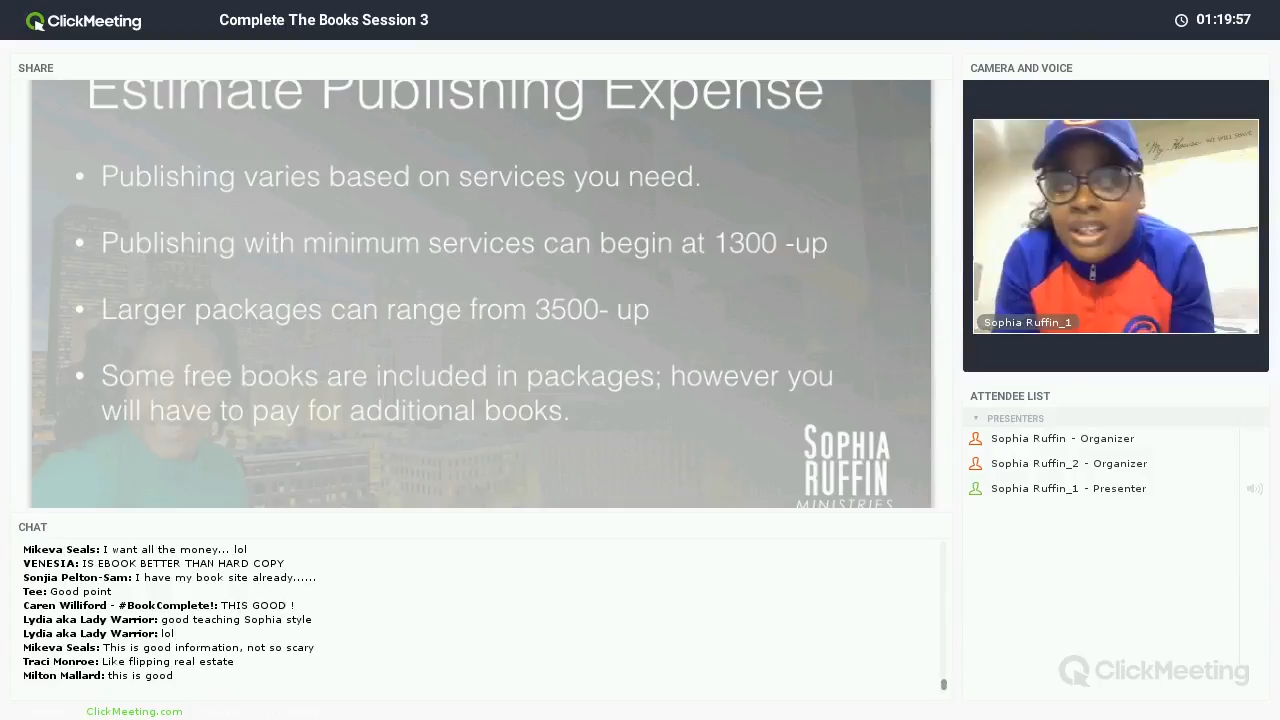 ClickMeeting
Complete The Books Session 3
01:19:57
SHARE
Estimate Publishing Expense
• Publishing varies based on services you need.
• Publishing with minimum services can begin at 1300 -up
• Larger packages can range from 3500- up
• Some free books are included in packages; however you
will have to pay for additional books.
SOPHIA
RUFFIN
MINISTRIES
CAMERA AND VOICE
"My House WE WILL SERVE
Sophia Ruffin_1
ATTENDEE LIST
PRESENTERS
Sophia Ruffin - Organizer
Sophia Ruffin_2 - Organizer
Sophia Ruffin_1 - Presenter
CHAT
Mikeva Seals: I want all the money... lol
VENESIA: IS EBOOK BETTER THAN HARD COPY
Sonjia Pelton-Sam: I have my book site already......
Tee: Good point
Caren Williford - #BookComplete!: THIS GOOD !
Lydia aka Lady Warrior: good teaching Sophia style
Lydia aka Lady Warrior: lol
Mikeva Seals: This is good information, not so scary
Traci Monroe: Like flipping real estate
Milton Mallard: this is good
ClickMeeting
ClickMeeting.com